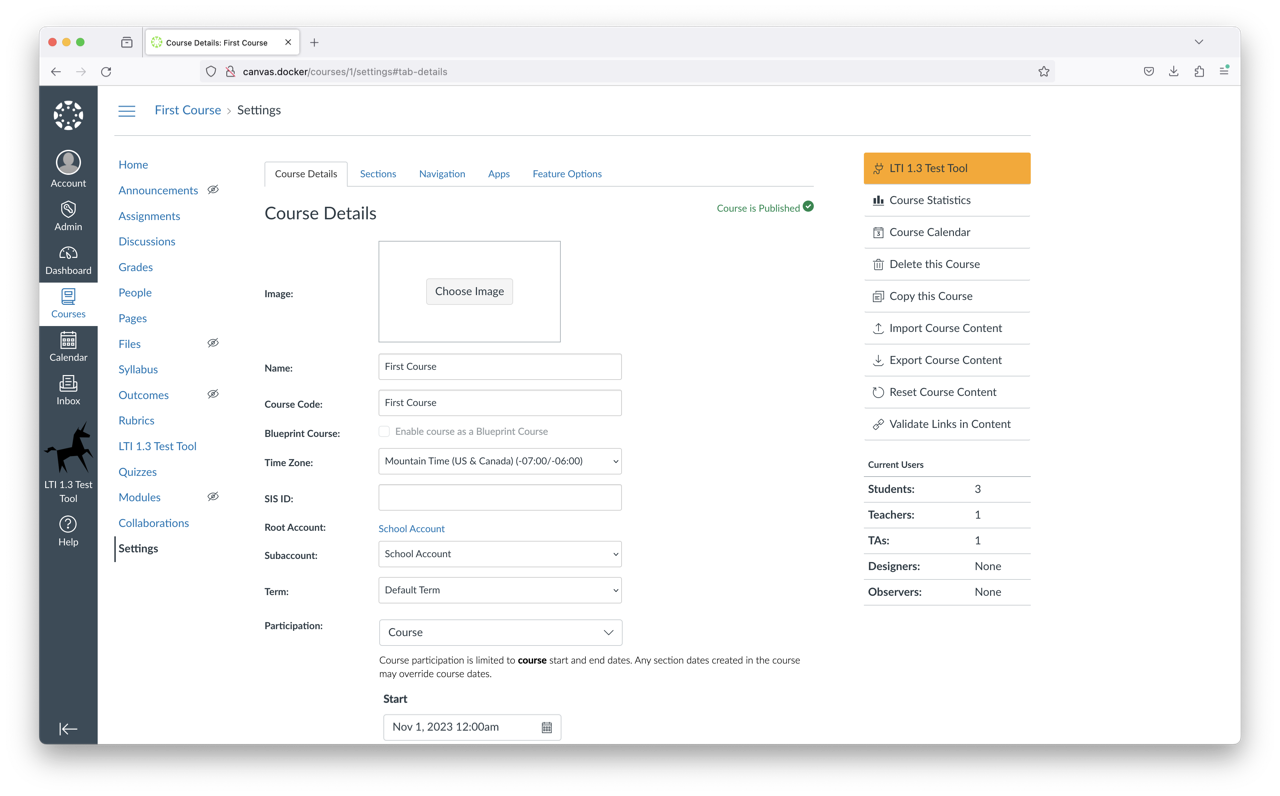 Course Details: First Course
canvas.docker/courses/1/settings#tab-details
Account
Admin
Dashboard
Courses
Calendar
Inbox
LTI 1.3 Test
Tool
Help
First Course › Settings
Home
Announcements
Assignments
Discussions
Grades
People
Pages
Files
Syllabus
Outcomes
Rubrics
LTI 1.3 Test Tool
Quizzes
Modules
Collaborations
Settings
Course Details Sections Navigation Apps Feature Options
Course Details
Course is Published
Image:
Choose Image
Name: First Course
Course Code: First Course
Blueprint Course: Enable course as a Blueprint Course
Time Zone: Mountain Time (US & Canada) (-07:00/-06:00)
SIS ID:
Root Account: School Account
Subaccount: School Account
Term: Default Term
Participation: Course
Course participation is limited to course start and end dates. Any section dates created in the course
may override course dates.
Start
Nov 1, 2023 12:00am
LTI 1.3 Test Tool
Course Statistics
Course Calendar
Delete this Course
Copy this Course
Import Course Content
Export Course Content
Reset Course Content
Validate Links in Content
Current Users
Students: 3
Teachers: 1
TAs: 1
Designers: None
Observers: None